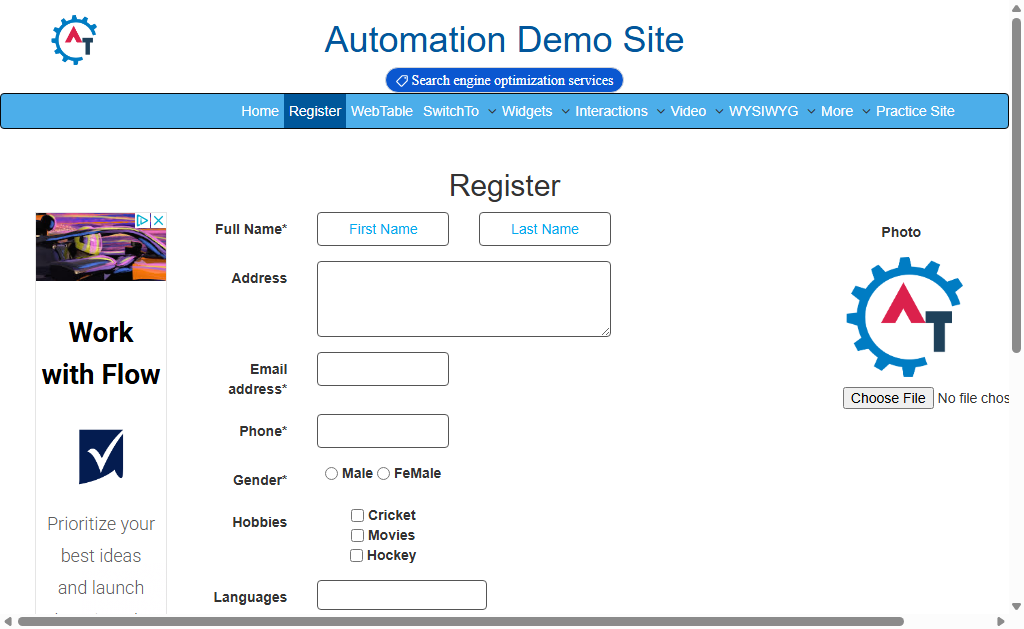 Automation Demo Site
Search engine optimization services
Home Register WebTable SwitchTo Widgets Interactions Video WYSIWYG More Practice Site
Register
Full Name* First Name Last Name
Photo
AT
Address
Choose File No file chos
Email
address*
Phone*
Gender* Male FeMale
Hobbies Cricket
Movies
Hockey
Languages
Work
with Flow
Prioritize your
best ideas
and launch